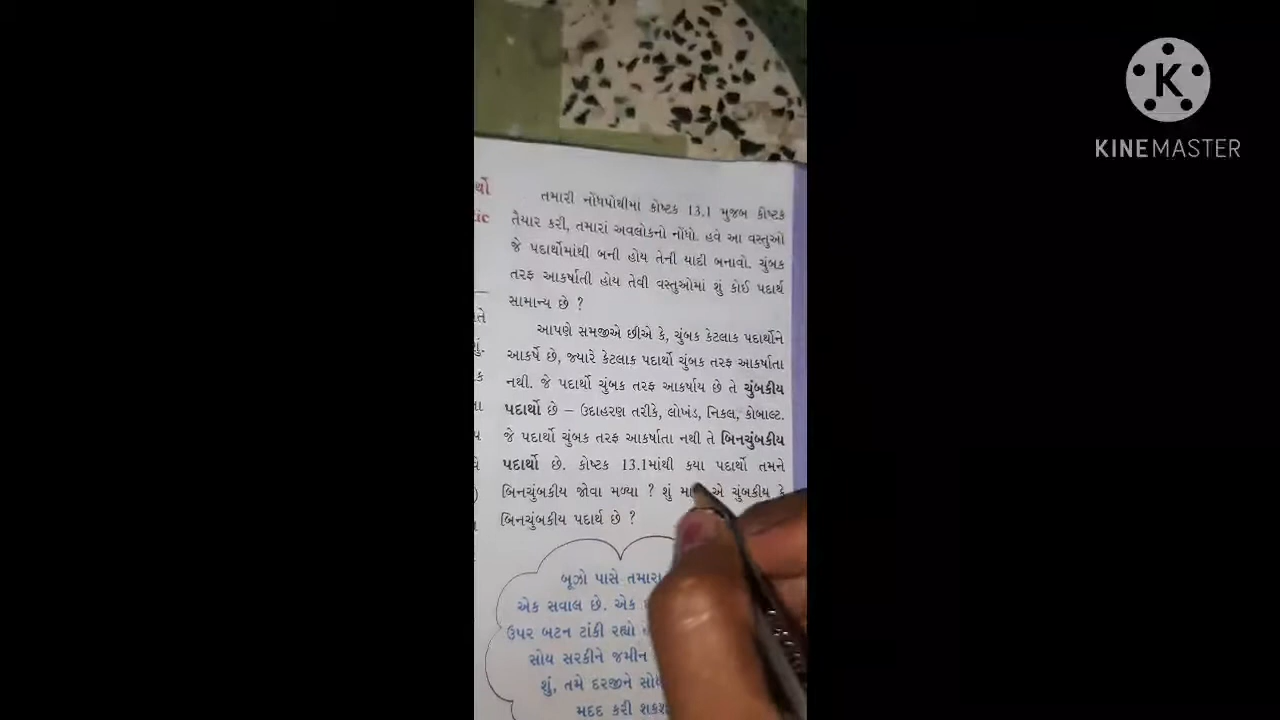 ર્થો
તમારી નોંધપોથીમાં કોષ્ટક 13.1 મુજબ કોષ્ટક
tic
તૈયાર કરી, તમારાં અવલોકનો નોંધો. હવે આ વસ્તુઓ
જે પદાર્થોમાંથી બની હોય તેની યાદી બનાવો. ચુંબક
તરફ આકર્ષાતી હોય તેવી વસ્તુઓમાં શું કોઈ પદાર્થ
સામાન્ય છે ?
આપણે સમજીએ છીએ કે, ચુંબક કેટલાક પદાર્થોને
આકર્ષે છે, જ્યારે કેટલાક પદાર્થો ચુંબક તરફ આકર્ષાતા
નથી. જે પદાર્થો ચુંબક તરફ આકર્ષાય છે તે ચુંબકીય
પદાર્થો છે – ઉદાહરણ તરીકે, લોખંડ, નિકલ, કોબાલ્ટ.
જે પદાર્થો ચુંબક તરફ આકર્ષાતા નથી તે બિનચુંબકીય
પદાર્થો છે. કોષ્ટક 13.1માંથી કયા પદાર્થો તમને
બિનચુંબકીય જોવા મળ્યા ? શું એ ચુંબકીય કે
બિનચુંબકીય પદાર્થ છે ?
બૂઝો પાસે તમારા
એક સવાલ છે. એક
ઉપર બટન ટાંકી રહ્યો
સોય સરકીને જમીન
શું, તમે દરજીને
મદદ કરી
K
KINEMASTER